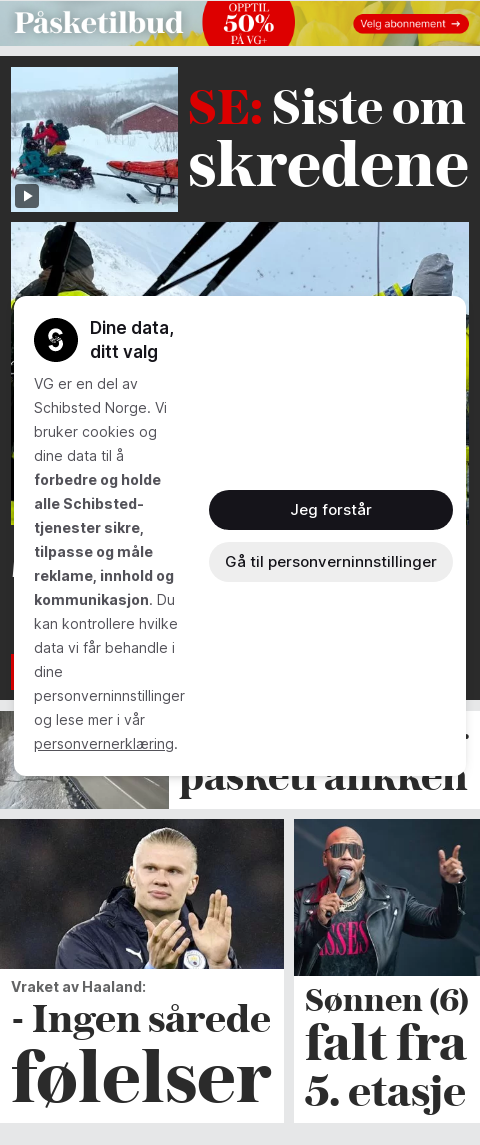 Påsketilbud
OPPTIL
50%
PÅ VG+
Velg abonnement →
SE: Siste om
skredene
Dine data,
ditt valg
VG er en del av
Schibsted Norge. Vi
bruker cookies og
dine data til å
forbedre og holde
alle Schibsted-
tjenester sikre,
tilpasse og måle
reklame, innhold og
kommunikasjon. Du
kan kontrollere hvilke
data vi får behandle i
dine
personverninnstillinger
og lese mer i vår
personvernerklæring.
Jeg forstår
Gå til personverninnstillinger
påsketrafikken
Vraket av Haaland:
- Ingen sårede
følelser
Sønnen (6)
falt fra
5. etasje